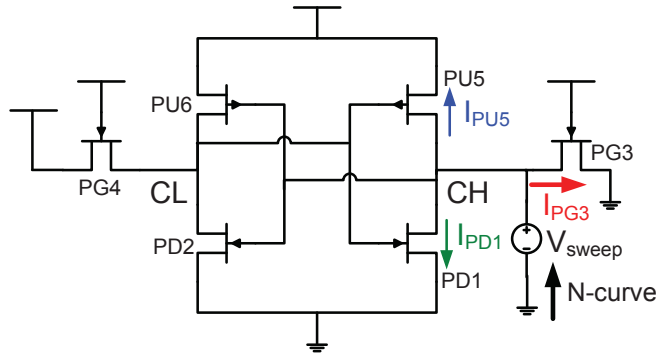 PU6
PU5
I_PU5
PG4
PG3
CL
CH
I_PG3
PD2
I_PD1
V_sweep
PD1
N-curve